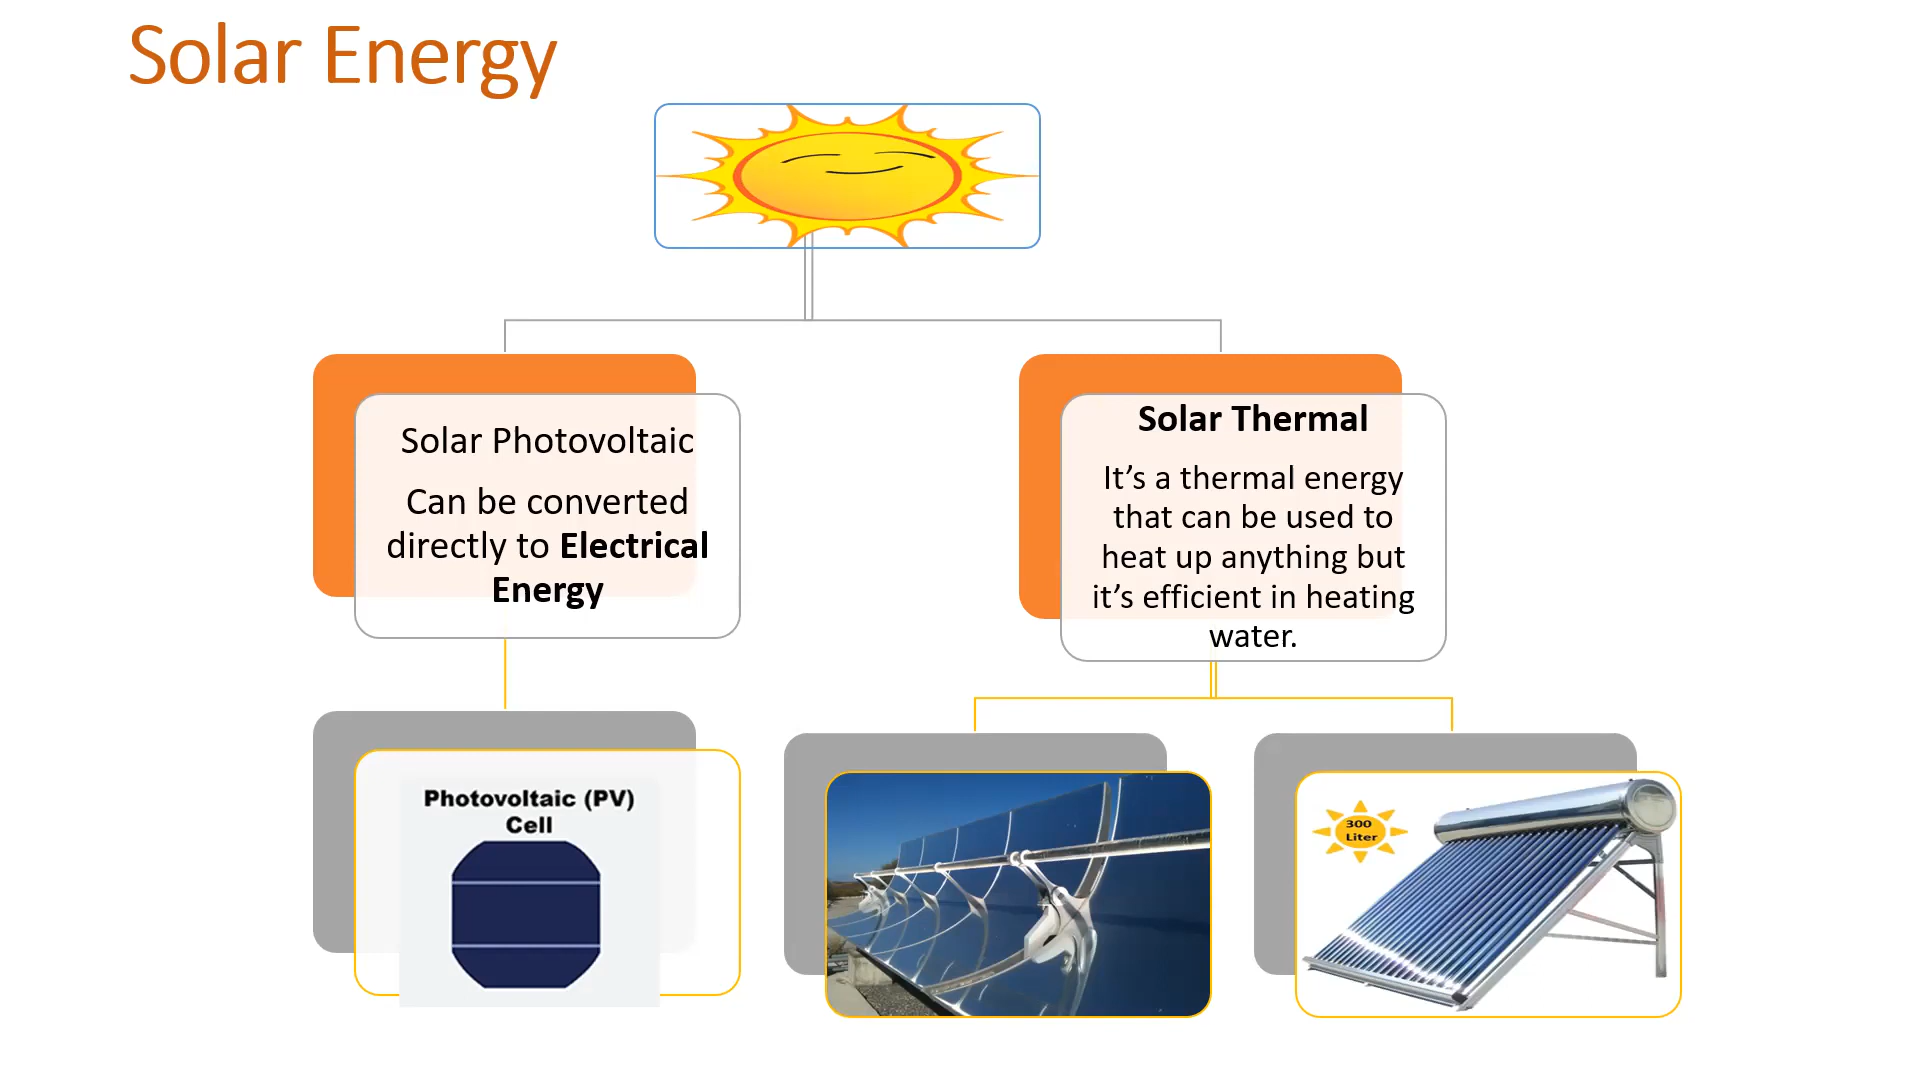 Solar Energy
Solar Photovoltaic
Can be converted
directly to Electrical
Energy
Solar Thermal
It’s a thermal energy
that can be used to
heat up anything but
it’s efficient in heating
water.
Photovoltaic (PV)
Cell
300
Liter